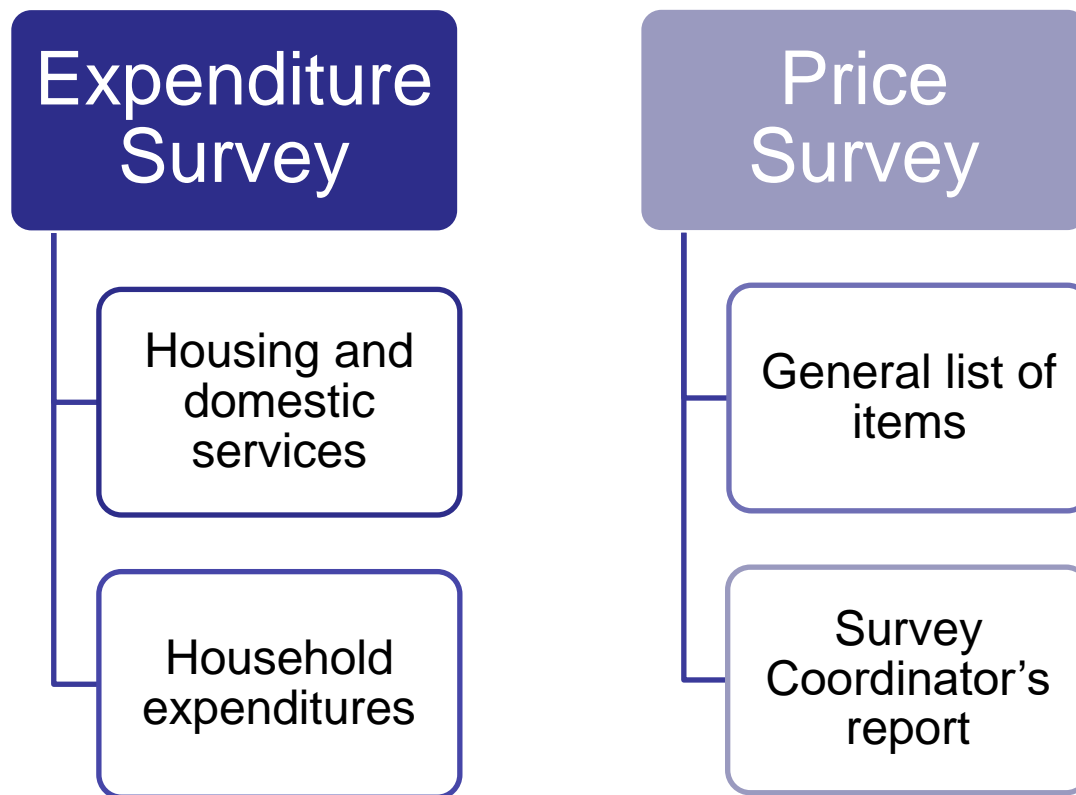 Expenditure
Survey
Housing and
domestic
services
Household
expenditures
Price
Survey
General list of
items
Survey
Coordinator’s
report